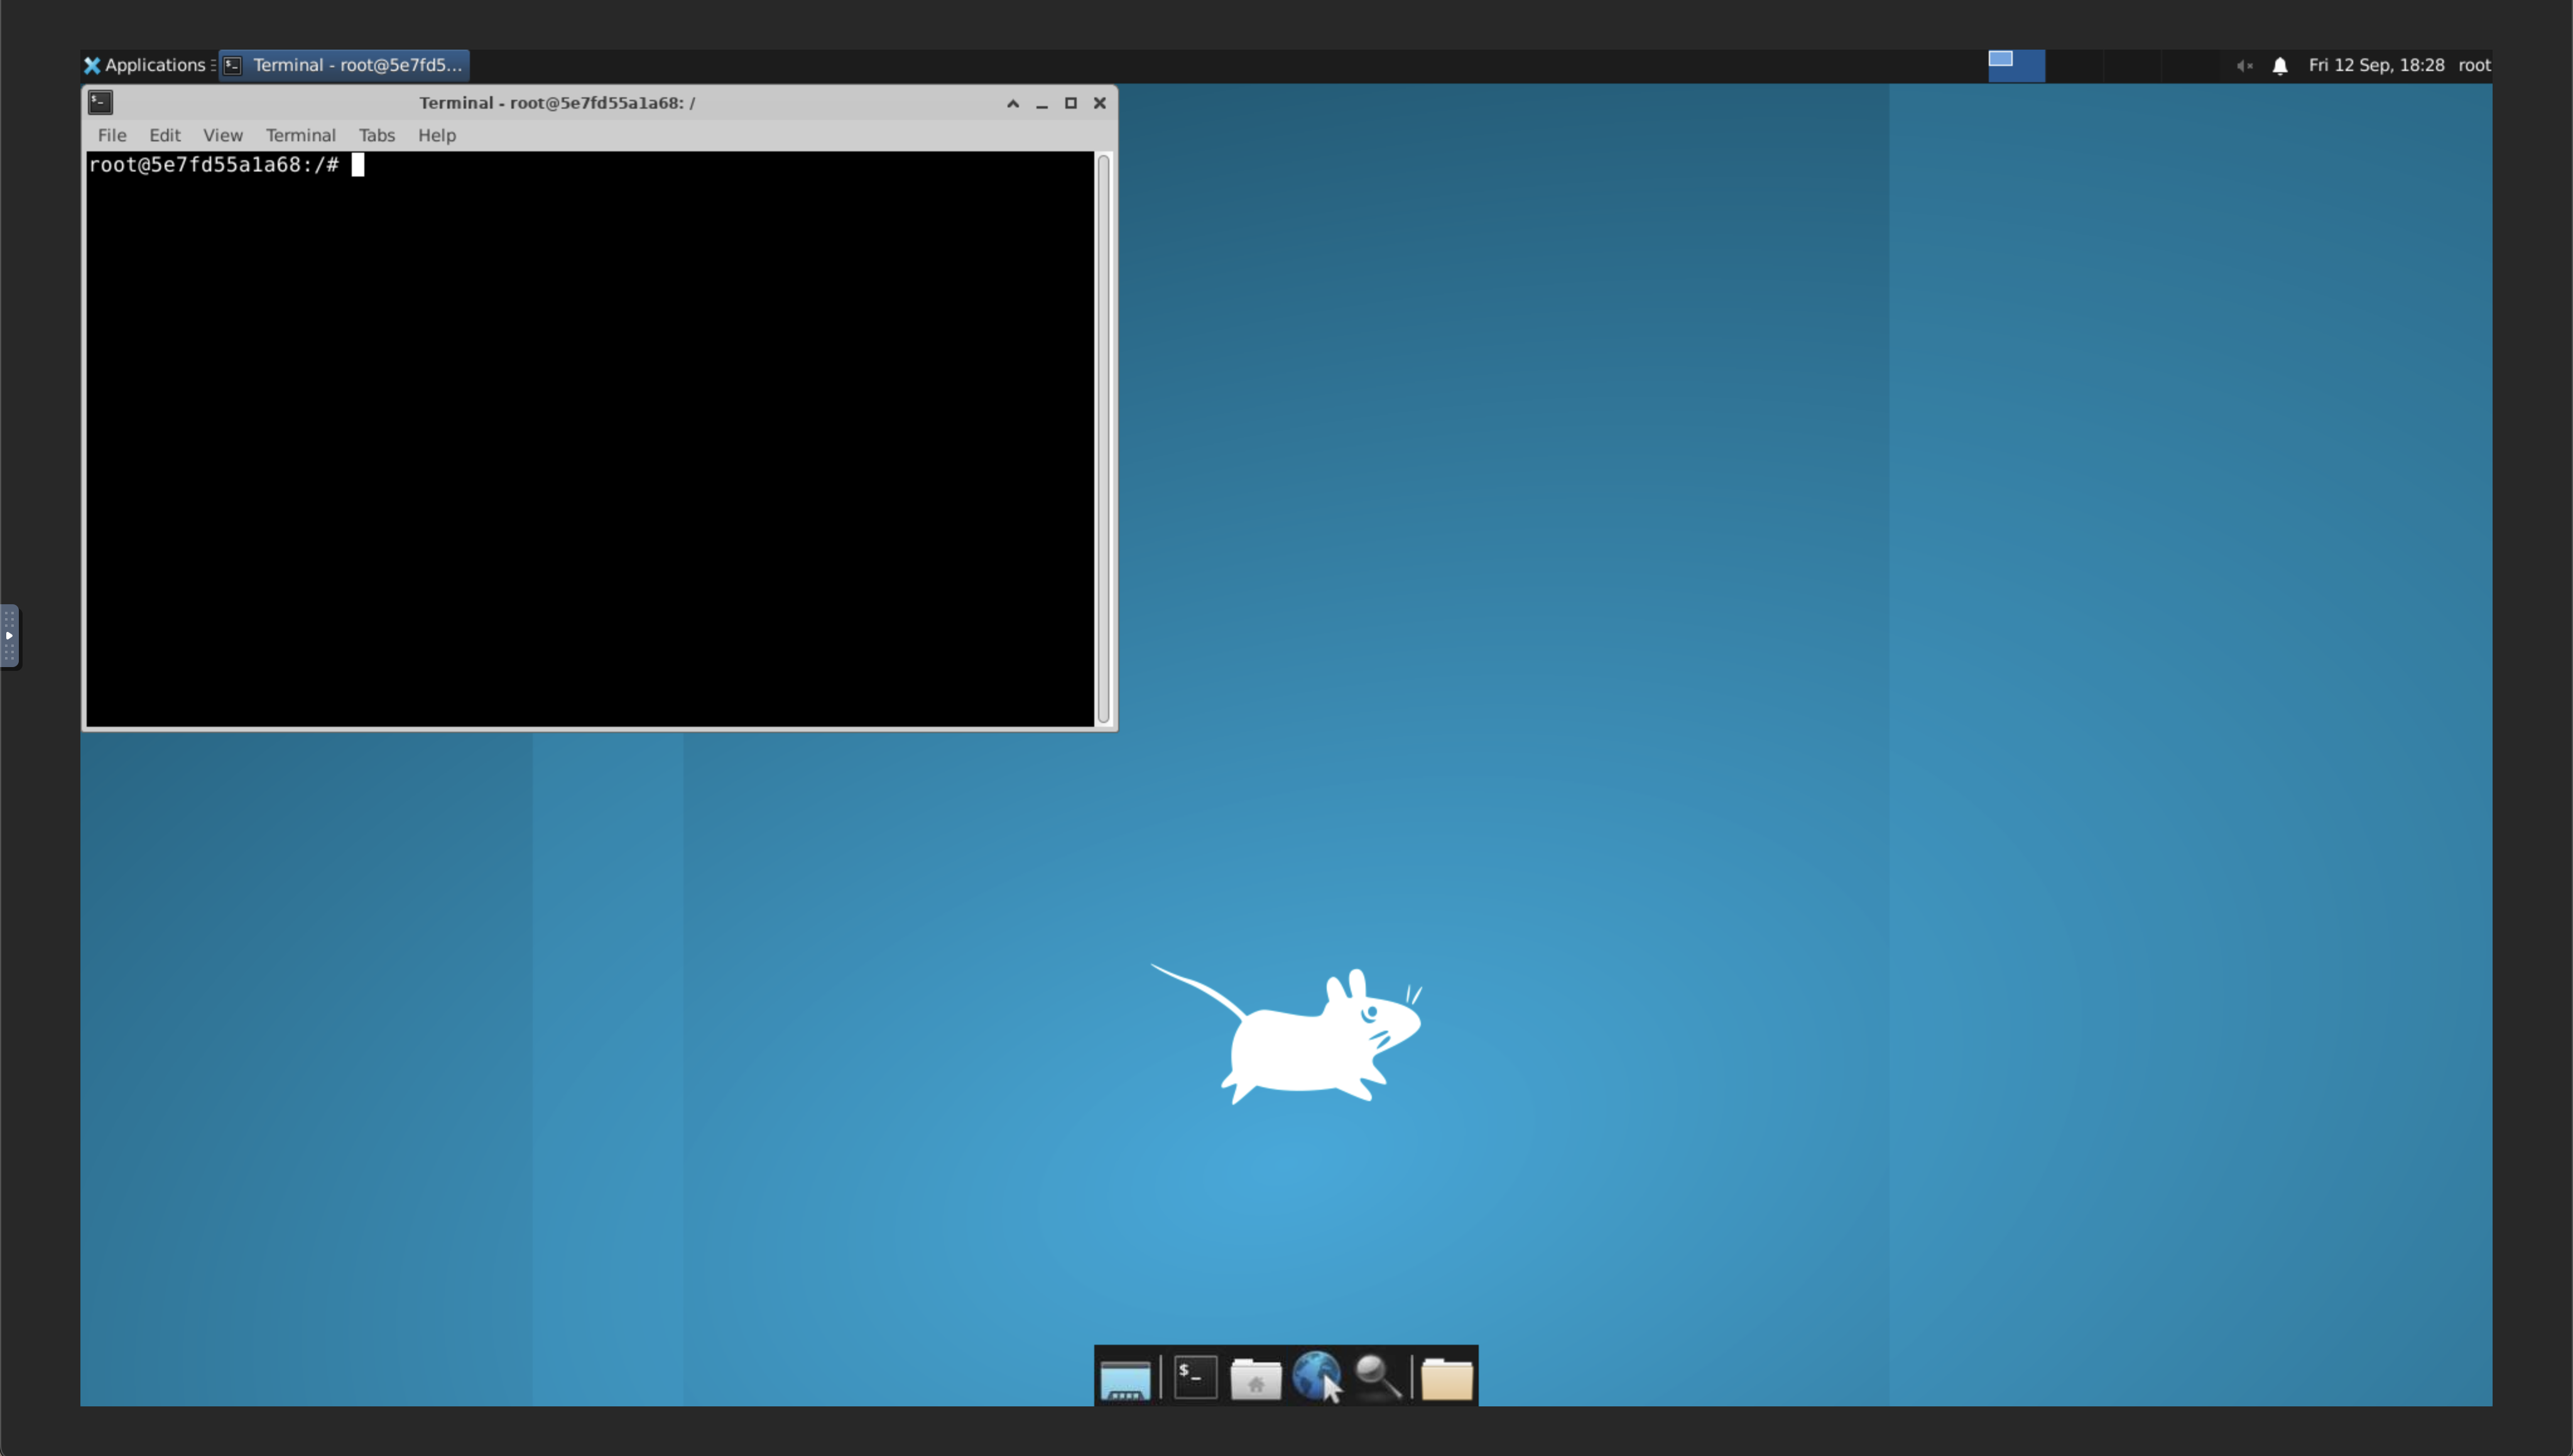 Applications
Terminal - root@5e7fd5...
Fri 12 Sep, 18:28
root
Terminal - root@5e7fd55a1a68: /
File Edit View Terminal Tabs Help
root@5e7fd55a1a68:/#
$_